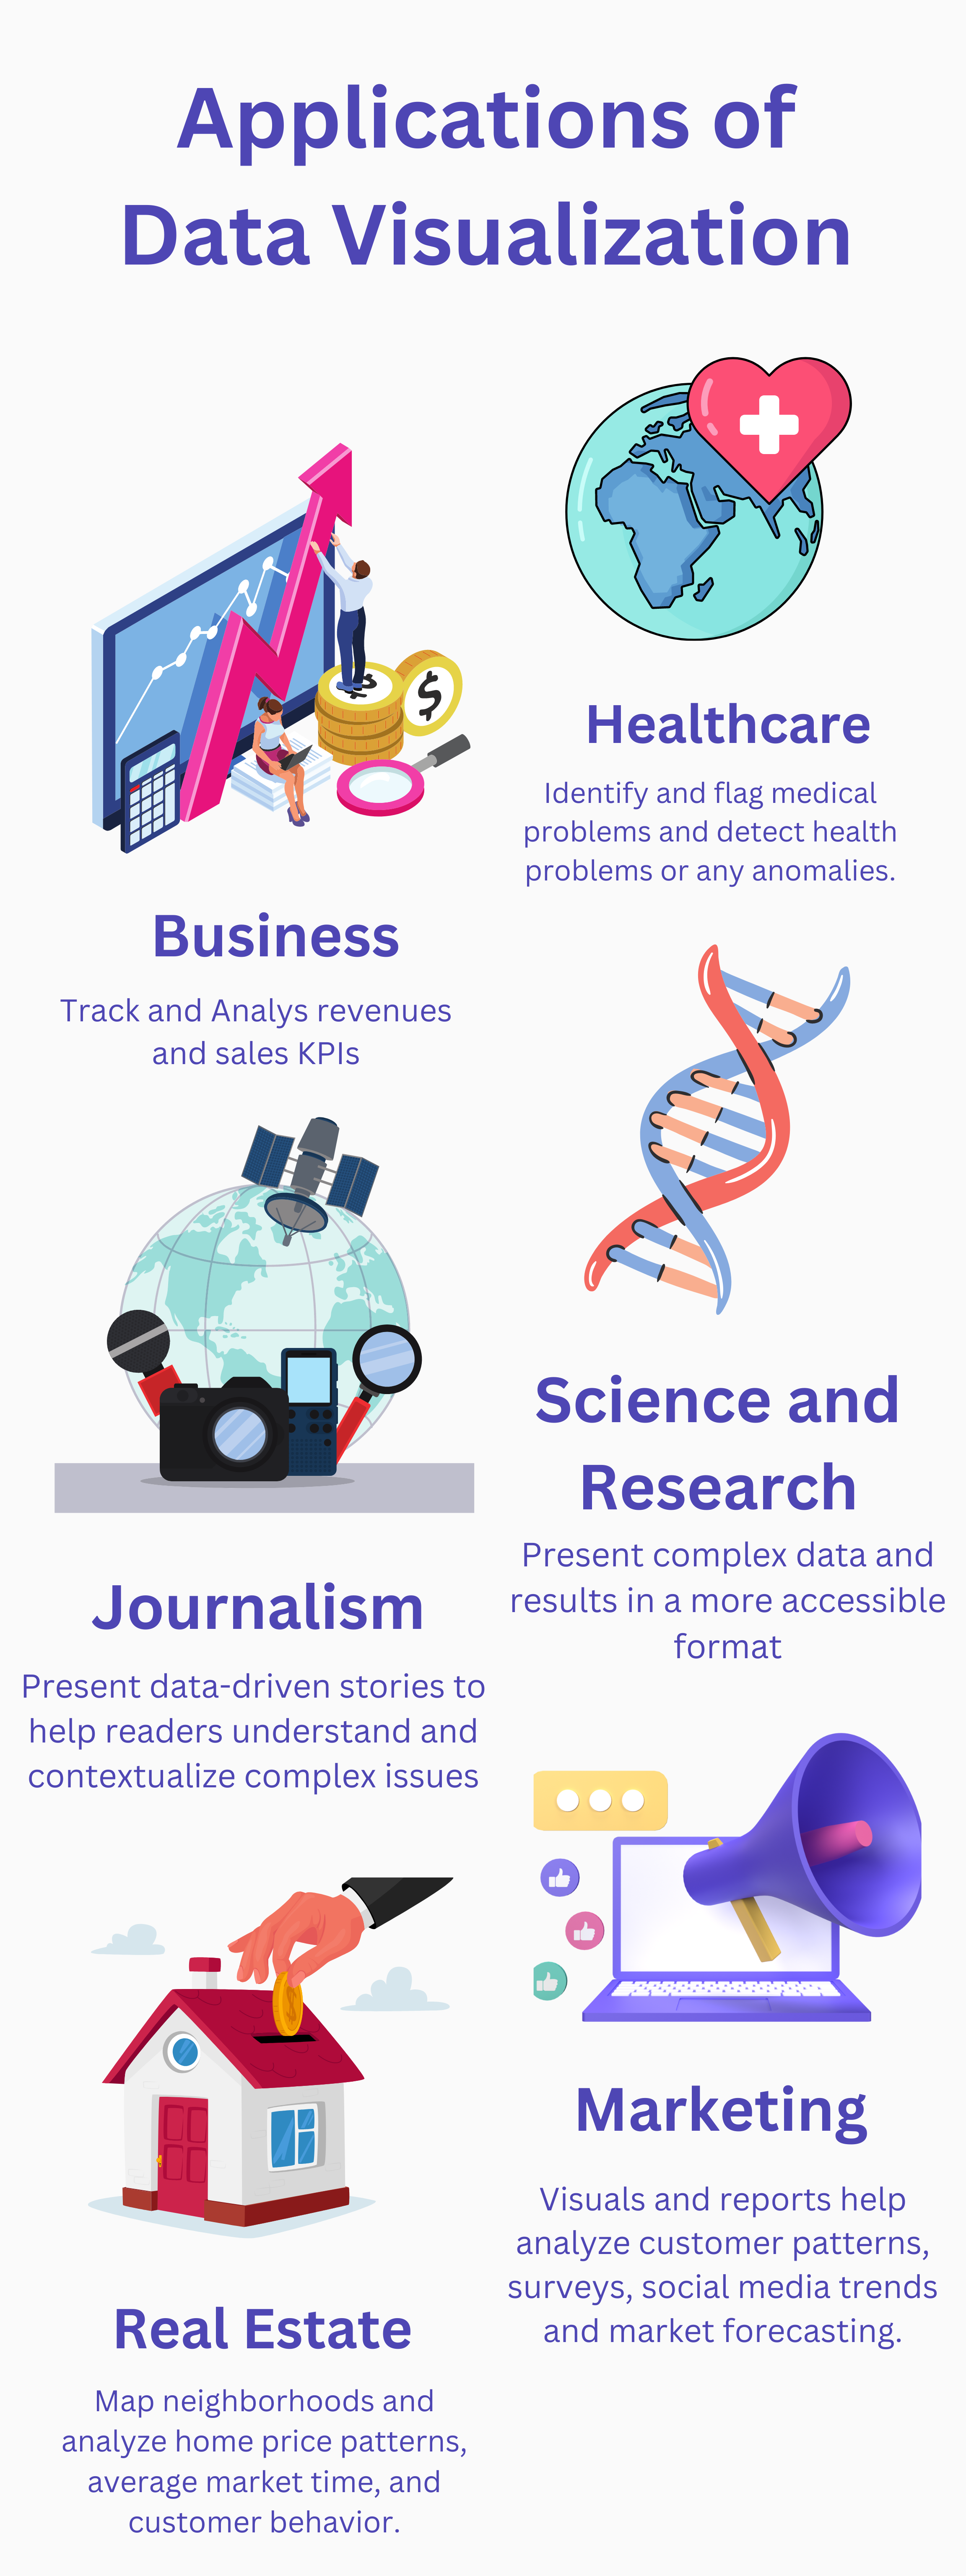 Applications of
Data Visualization
Healthcare
Identify and flag medical
problems and detect health
problems or any anomalies.
Business
Track and Analys revenues
and sales KPIs
Science and
Research
Present complex data and
results in a more accessible
format
Journalism
Present data-driven stories to
help readers understand and
contextualize complex issues
Marketing
Visuals and reports help
analyze customer patterns,
surveys, social media trends
and market forecasting.
Real Estate
Map neighborhoods and
analyze home price patterns,
average market time, and
customer behavior.